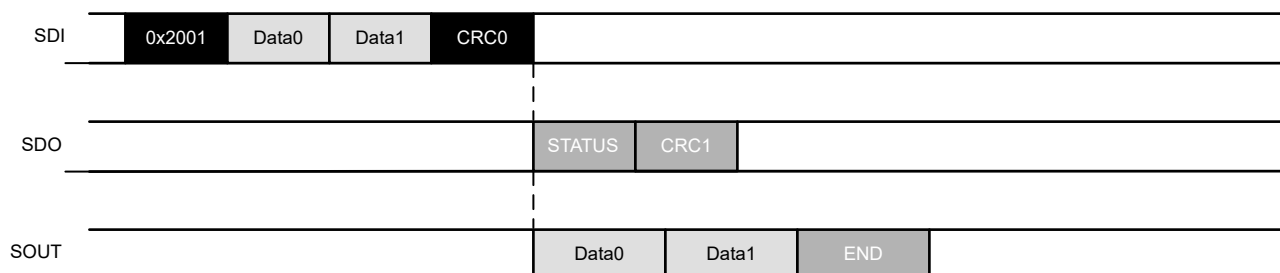 SDI 0x2001 Data0 Data1 CRC0
SDO STATUS CRC1
SOUT Data0 Data1 END